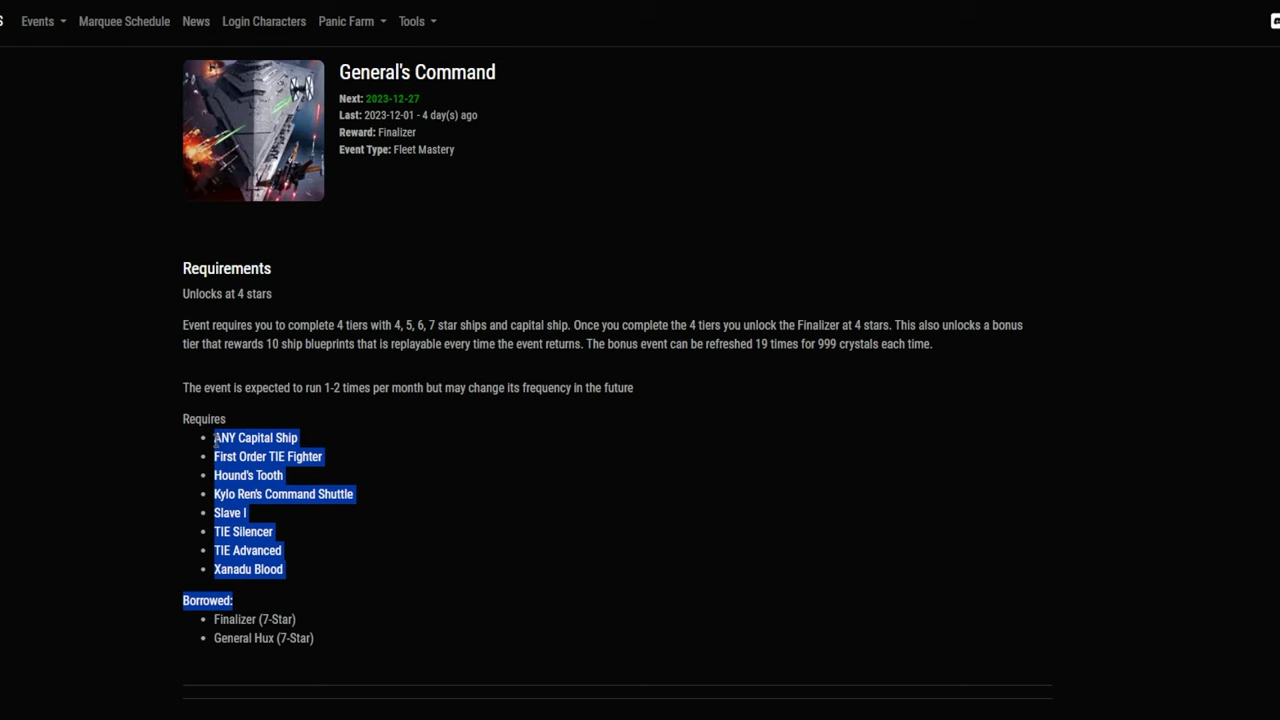 S Events Marquee Schedule News Login Characters Panic Farm Tools
General's Command
Next: 2023-12-27
Last: 2023-12-01 - 4 day(s) ago
Reward: Finalizer
Event Type: Fleet Mastery
Requirements
Unlocks at 4 stars
Event requires you to complete 4 tiers with 4, 5, 6, 7 star ships and capital ship. Once you complete the 4 tiers you unlock the Finalizer at 4 stars. This also unlocks a bonus
tier that rewards 10 ship blueprints that is replayable every time the event returns. The bonus event can be refreshed 19 times for 999 crystals each time.
The event is expected to run 1-2 times per month but may change its frequency in the future
Requires
ANY Capital Ship
First Order TIE Fighter
Hound's Tooth
Kylo Ren's Command Shuttle
Slave I
TIE Silencer
TIE Advanced
Xanadu Blood
Borrowed:
Finalizer (7-Star)
General Hux (7-Star)